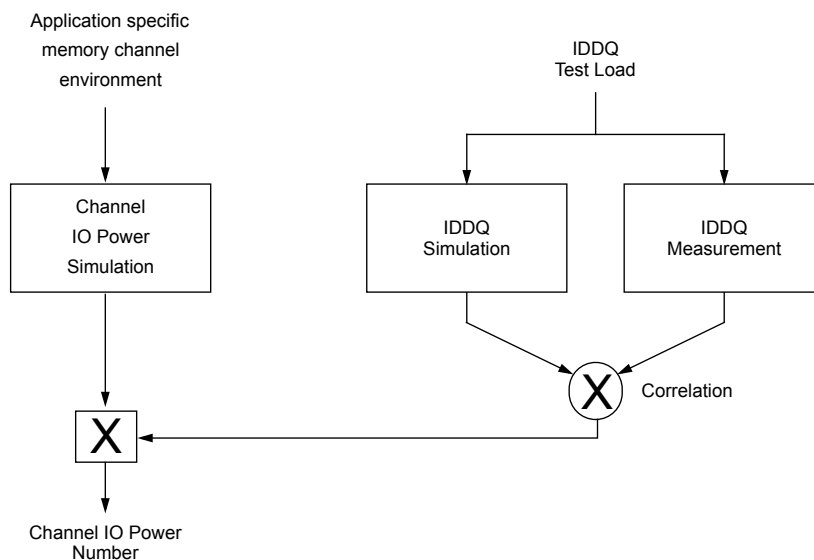 Application specific
memory channel
environment
IDDQ
Test Load
Channel
IO Power
Simulation
IDDQ
Simulation
IDDQ
Measurement
X
Correlation
X
Channel IO Power
Number